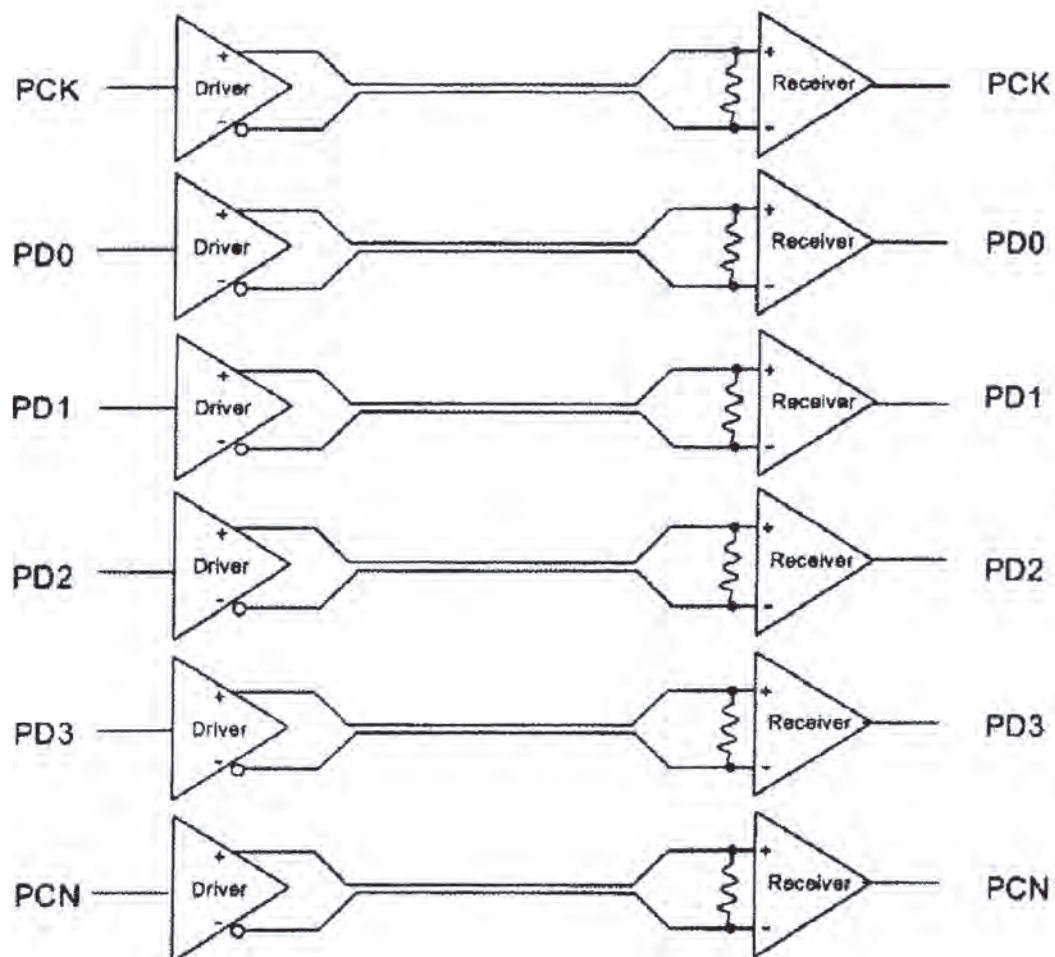 PCK + Driver - + - Receiver PCK
PD0 + Driver - + - Receiver PD0
PD1 + Driver - + - Receiver PD1
PD2 + Driver - + - Receiver PD2
PD3 + Driver - + - Receiver PD3
PCN + Driver - + - Receiver PCN